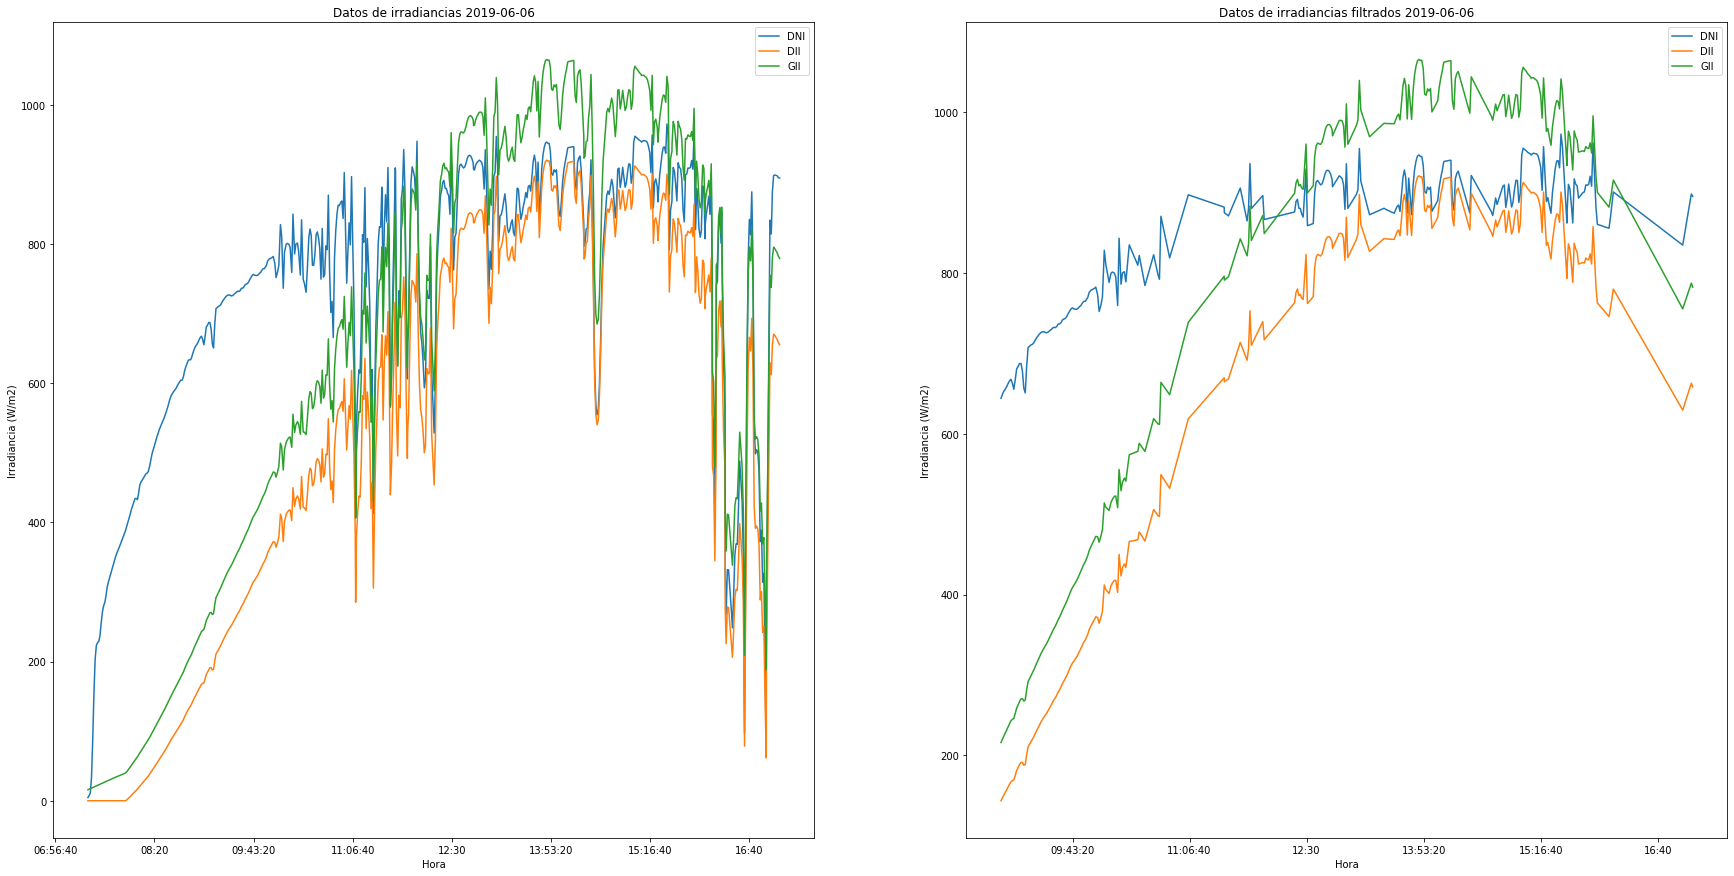 Datos de irradiancias 2019-06-06
DNI
DII
GII
1000
800
600
400
200
0
Irradiancia (W/m2)
06:56:40
08:20
09:43:20
11:06:40
12:30
13:53:20
15:16:40
16:40
Hora
Datos de irradiancias filtrados 2019-06-06
DNI
DII
GII
1000
800
600
400
200
Irradiancia (W/m2)
09:43:20
11:06:40
12:30
13:53:20
15:16:40
16:40
Hora